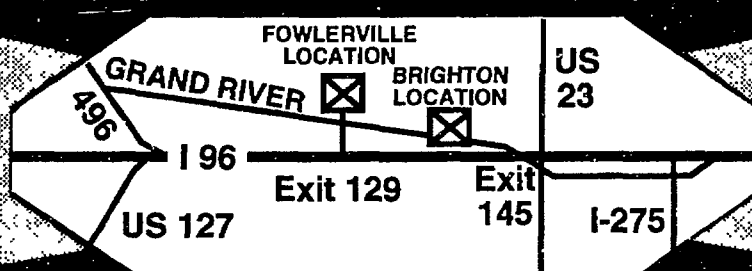 FOWLERVILLE
LOCATION
GRAND RIVER
BRIGHTON
LOCATION
US
23
496
I 96
Exit 129
Exit
145
US 127
I-275